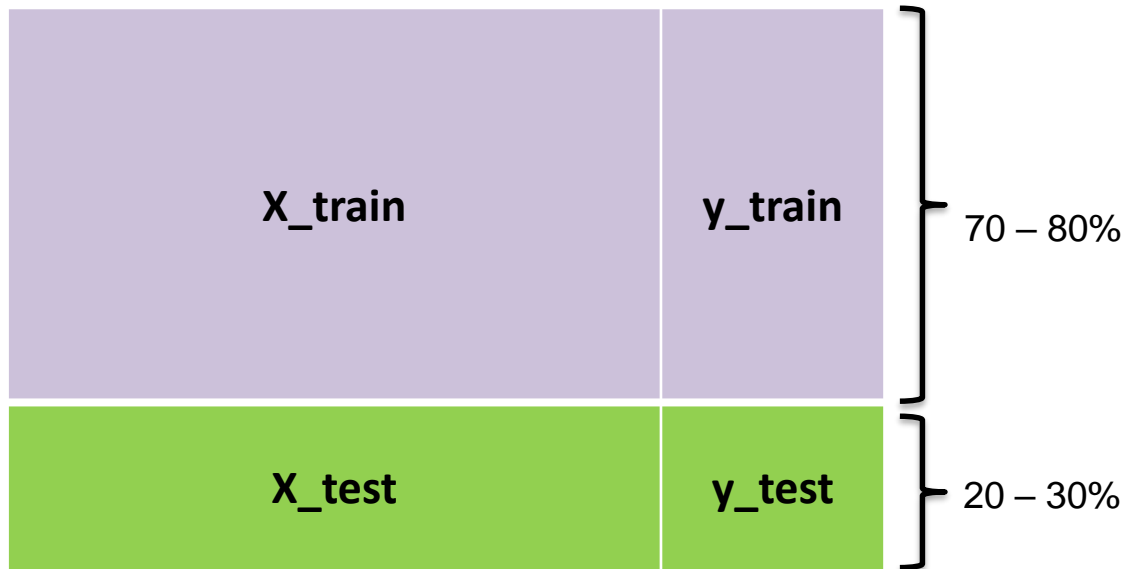 X_train
y_train
70 – 80%
X_test
y_test
20 – 30%